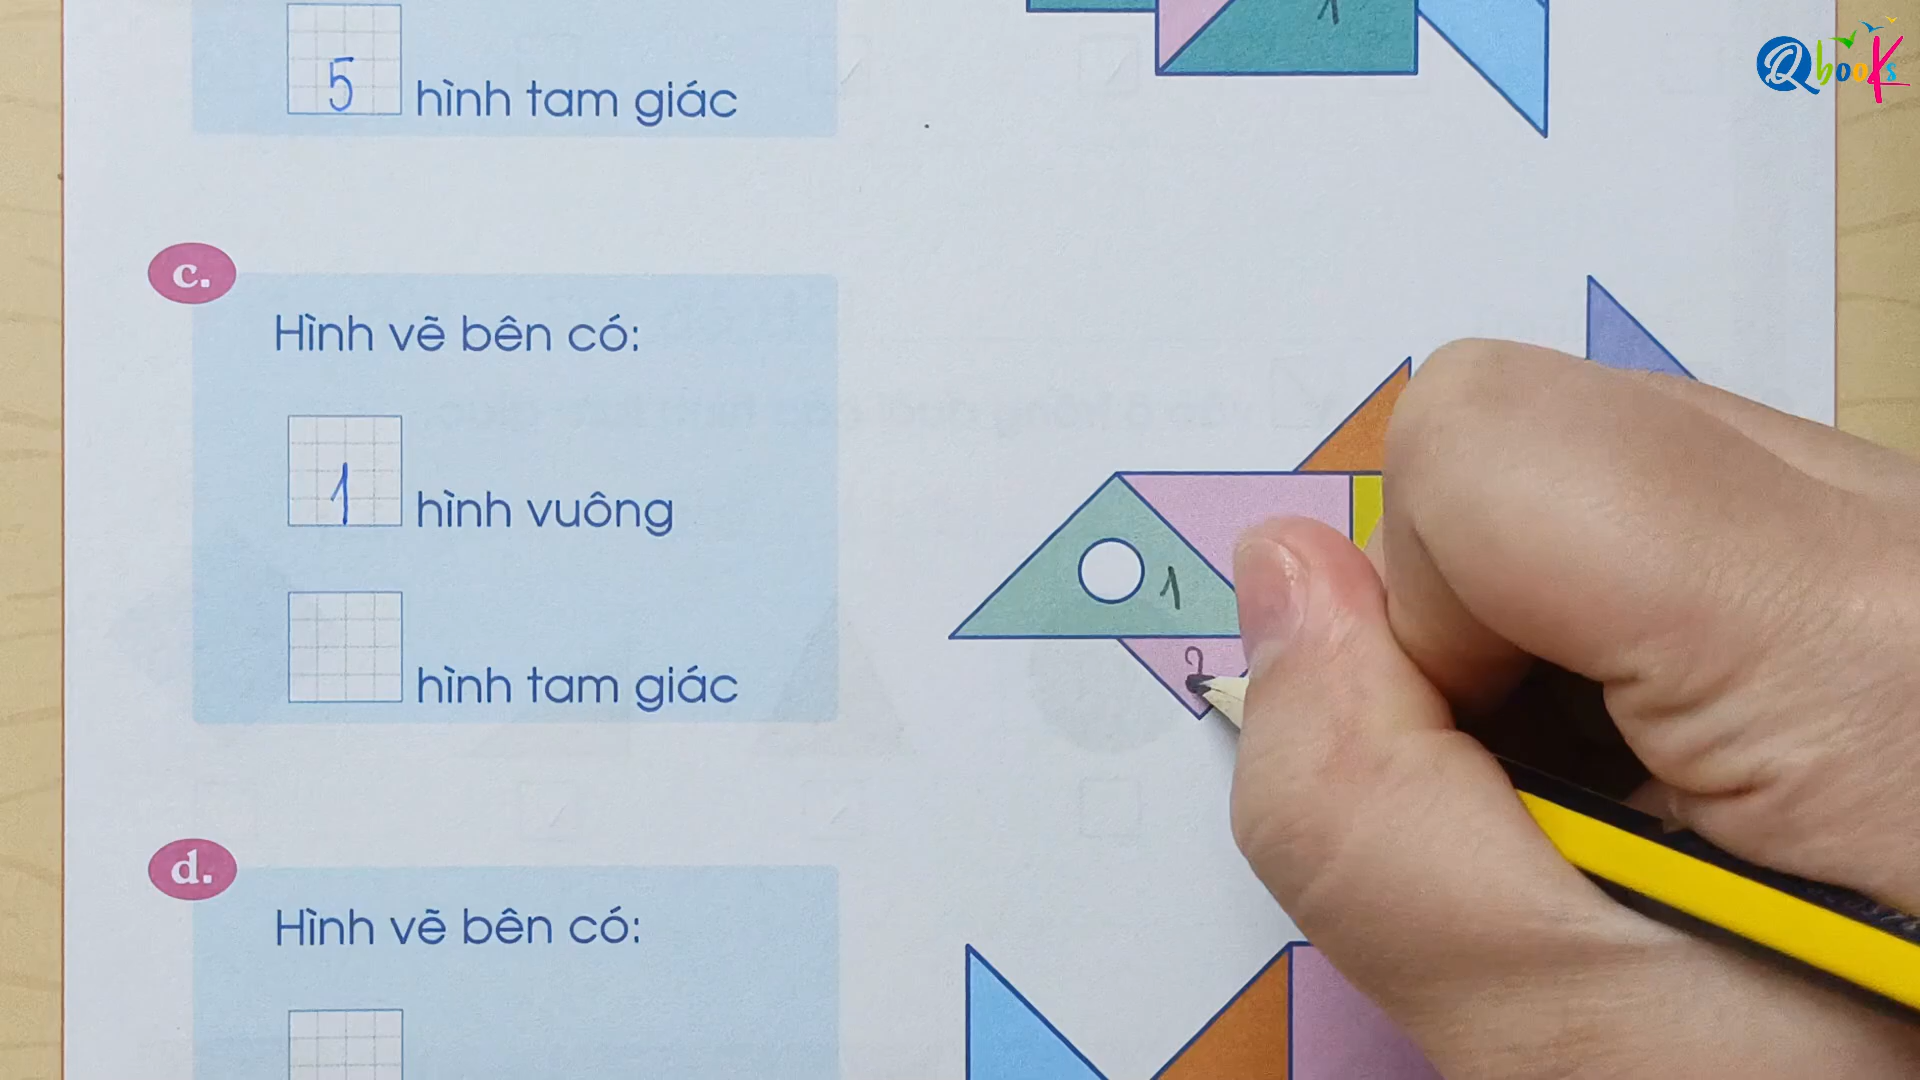 Qbooks
1
5 hình tam giác
c.
Hình vẽ bên có:
1 hình vuông
1
hình tam giác
2
d.
Hình vẽ bên có: